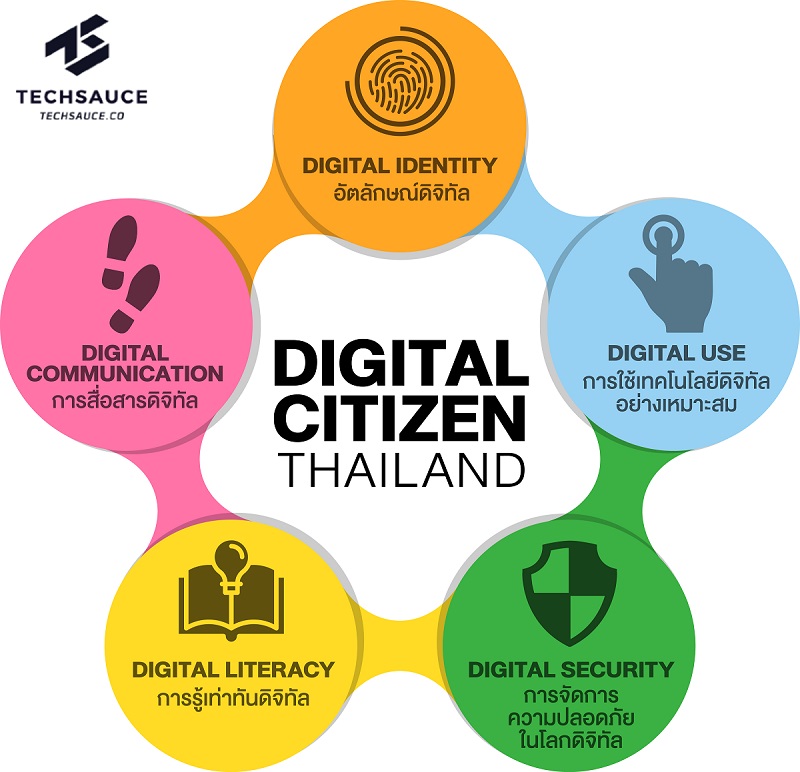 TECHSAUCE
TECHSAUCE.CO
DIGITAL IDENTITY
อัตลักษณ์ดิจิทัล
DIGITAL
COMMUNICATION
การสื่อสารดิจิทัล
DIGITAL USE
การใช้เทคโนโลยีดิจิทัล
อย่างเหมาะสม
DIGITAL
CITIZEN
THAILAND
DIGITAL LITERACY
การรู้เท่าทันดิจิทัล
DIGITAL SECURITY
การจัดการ
ความปลอดภัย
ในโลกดิจิทัล